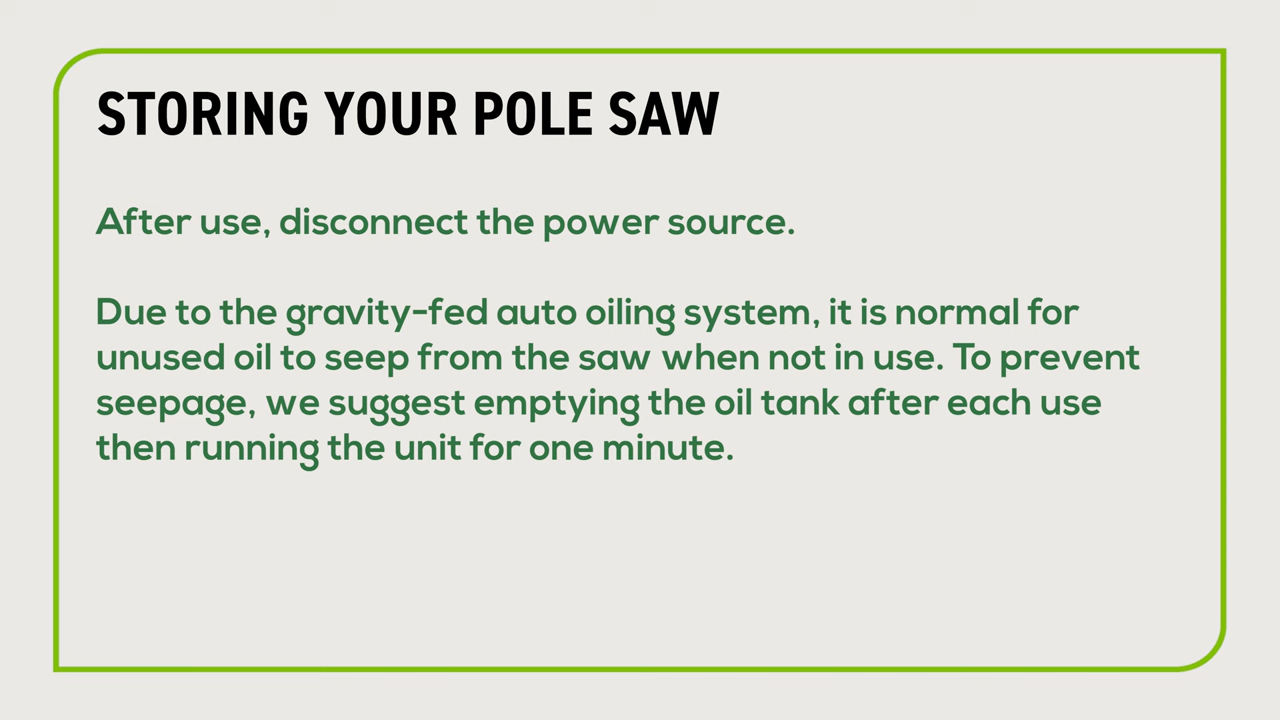 STORING YOUR POLE SAW
After use, disconnect the power source.
Due to the gravity-fed auto oiling system, it is normal for
unused oil to seep from the saw when not in use. To prevent
seepage, we suggest emptying the oil tank after each use
then running the unit for one minute.